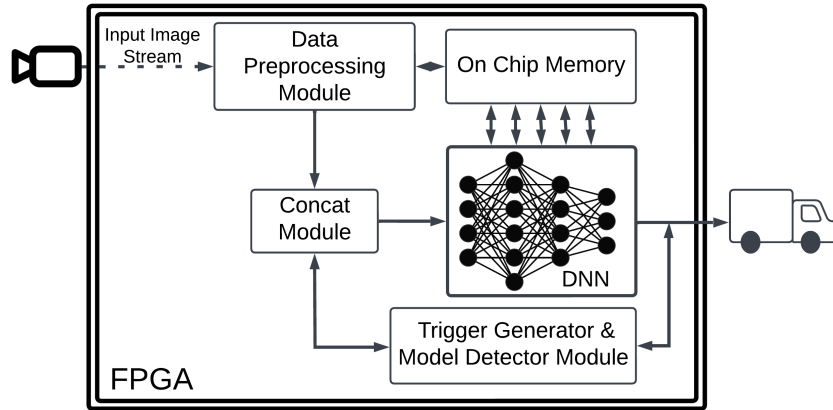 Input Image
Stream
Data
Preprocessing
Module
On Chip Memory
Concat
Module
DNN
Trigger Generator &
Model Detector Module
FPGA